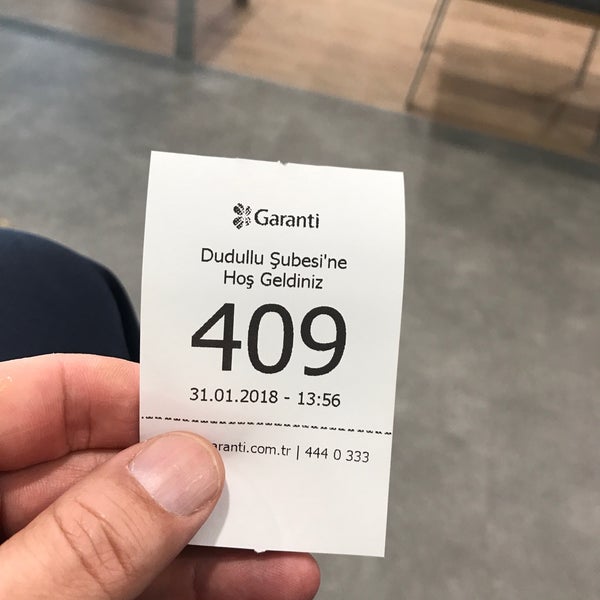 Garanti
Dudullu Şubesi'ne
Hoş Geldiniz
409
31.01.2018 - 13:56
aranti.com.tr | 444 0 333